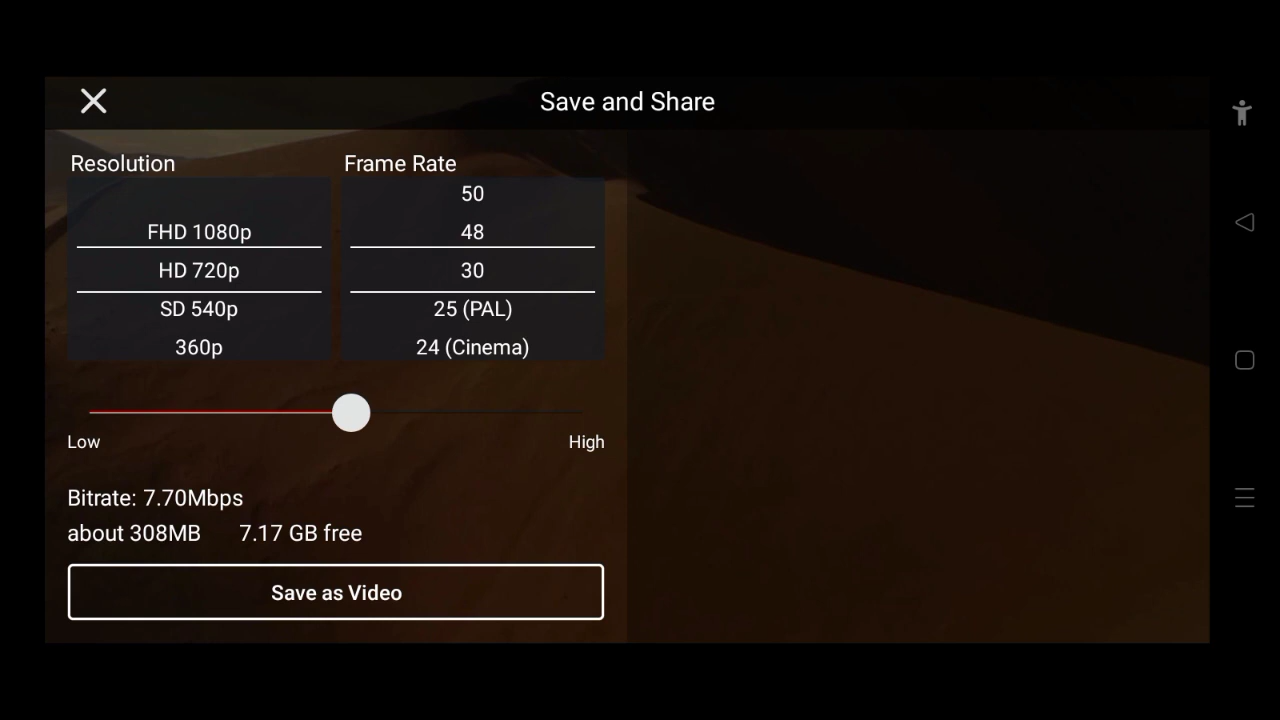 Save and Share
Resolution
FHD 1080p
HD 720p
SD 540p
360p
Frame Rate
50
48
30
25 (PAL)
24 (Cinema)
Low
High
Bitrate: 7.70Mbps
about 308MB 7.17 GB free
Save as Video